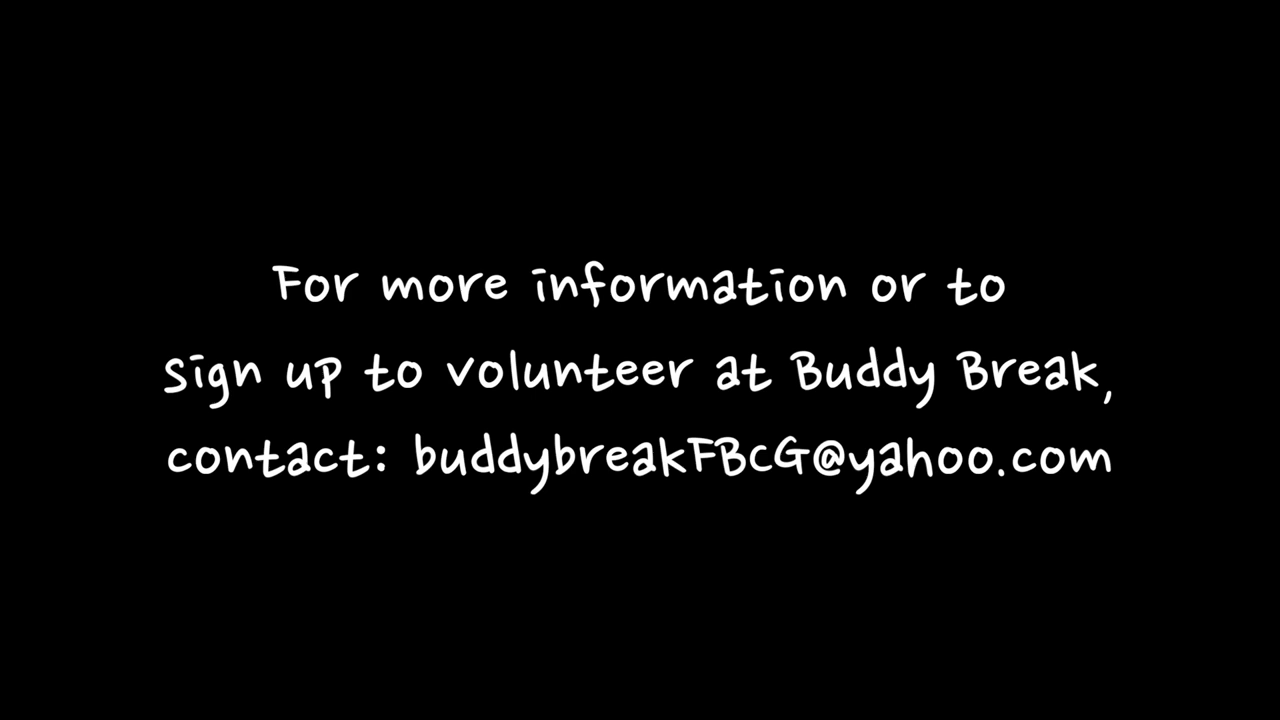 For more information or to
sign up to volunteer at Buddy Break,
contact: buddybreakFBCG@yahoo.com